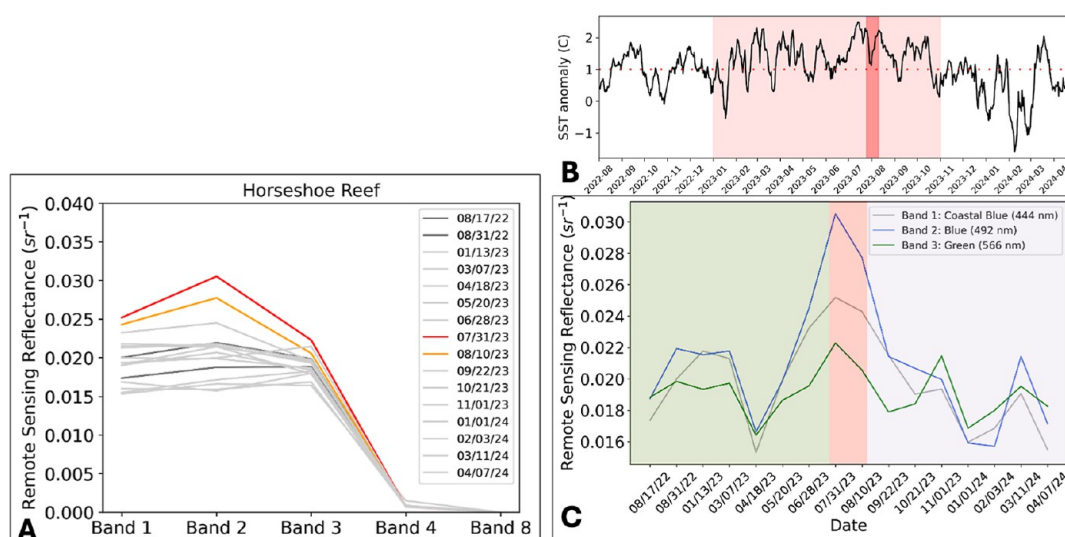 Horseshoe Reef
Remote Sensing Reflectance (sr⁻¹)
0.040
0.035
0.030
0.025
0.020
0.015
0.010
0.005
0.000
08/17/22
08/31/22
01/13/23
03/07/23
04/18/23
05/20/23
06/28/23
07/31/23
08/10/23
09/22/23
10/21/23
11/01/23
01/01/24
02/03/24
03/11/24
04/07/24
A
Band 1 Band 2 Band 3 Band 4 Band 8
SST anomaly (C)
2
1
0
−1
B
2022-08 2022-09 2022-10 2022-11 2022-12 2023-01 2023-02 2023-03 2023-04 2023-05 2023-06 2023-07 2023-08 2023-09 2023-10 2023-11 2023-12 2024-01 2024-02 2024-03 2024-04
Remote Sensing Reflectance (sr⁻¹)
0.030
0.028
0.026
0.024
0.022
0.020
0.018
0.016
Band 1: Coastal Blue (444 nm)
Band 2: Blue (492 nm)
Band 3: Green (566 nm)
08/17/22 08/31/22 01/13/23 03/07/23 04/18/23 05/20/23 06/28/23 07/31/23 08/10/23 09/22/23 10/21/23 11/01/23 01/01/24 02/03/24 03/11/24 04/07/24
C
Date